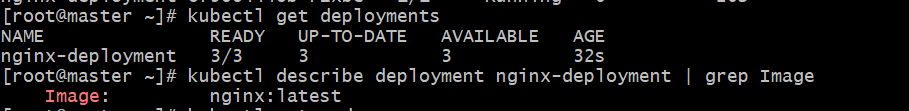 [root@master ~]# kubectl get deployments
NAME READY UP-TO-DATE AVAILABLE AGE
nginx-deployment 3/3 3 3 32s
[root@master ~]# kubectl describe deployment nginx-deployment | grep Image
Image: nginx:latest